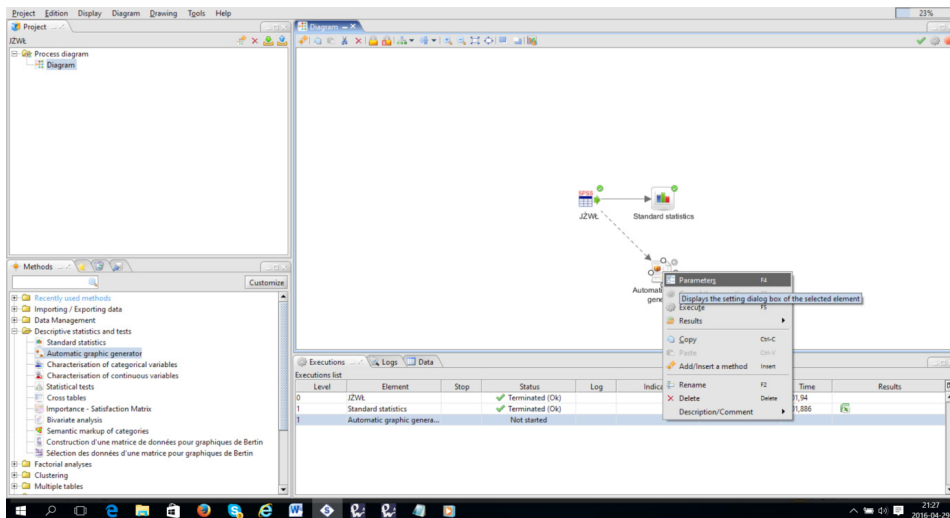 Project Edition Display Diagram Drawing Tools Help
23%
Project
Diagram
JŻWŁ
Process diagram
Diagram
SPSS
JŻWŁ
Standard statistics
Parameters F4
Displays the setting dialog box of the selected element
Execute F5
Results
Copy Ctrl-C
Paste Ctrl-V
Add/Insert a method Insert
Rename F2
Delete Delete
Description/Comment
Methods
Customize
Recently used methods
Importing / Exporting data
Data Management
Descriptive statistics and tests
Standard statistics
Automatic graphic generator
Characterisation of categorical variables
Characterisation of continuous variables
Statistical tests
Cross tables
Importance - Satisfaction Matrix
Bivariate analysis
Semantic markup of categories
Construction d'une matrice de données pour graphiques de Bertin
Sélection des données d'une matrice pour graphiques de Bertin
Factorial analyses
Clustering
Multiple tables
Executions Logs Data
Executions list
Level Element Stop Status Log Time Results
0 JŻWŁ Terminated (Ok)
1 Standard statistics Terminated (Ok)
1 Automatic graphic genera... Not started
21:27
2016-04-29